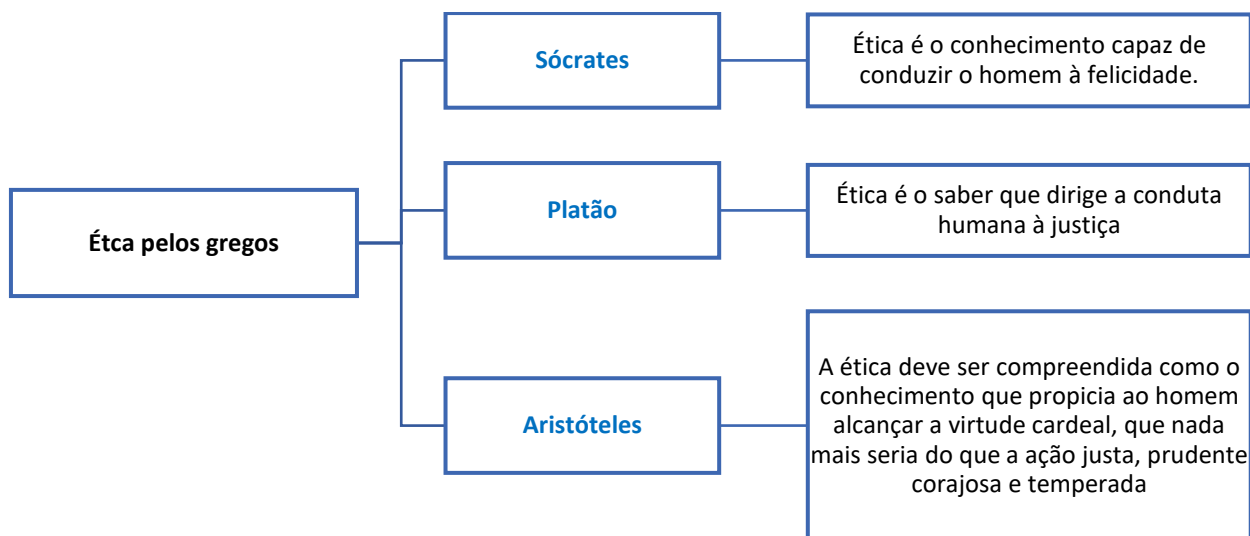 Étca pelos gregos
Sócrates
Ética é o conhecimento capaz de
conduzir o homem à felicidade.
Platão
Ética é o saber que dirige a conduta
humana à justiça
Aristóteles
A ética deve ser compreendida como o
conhecimento que propicia ao homem
alcançar a virtude cardeal, que nada
mais seria do que a ação justa, prudente
corajosa e temperada